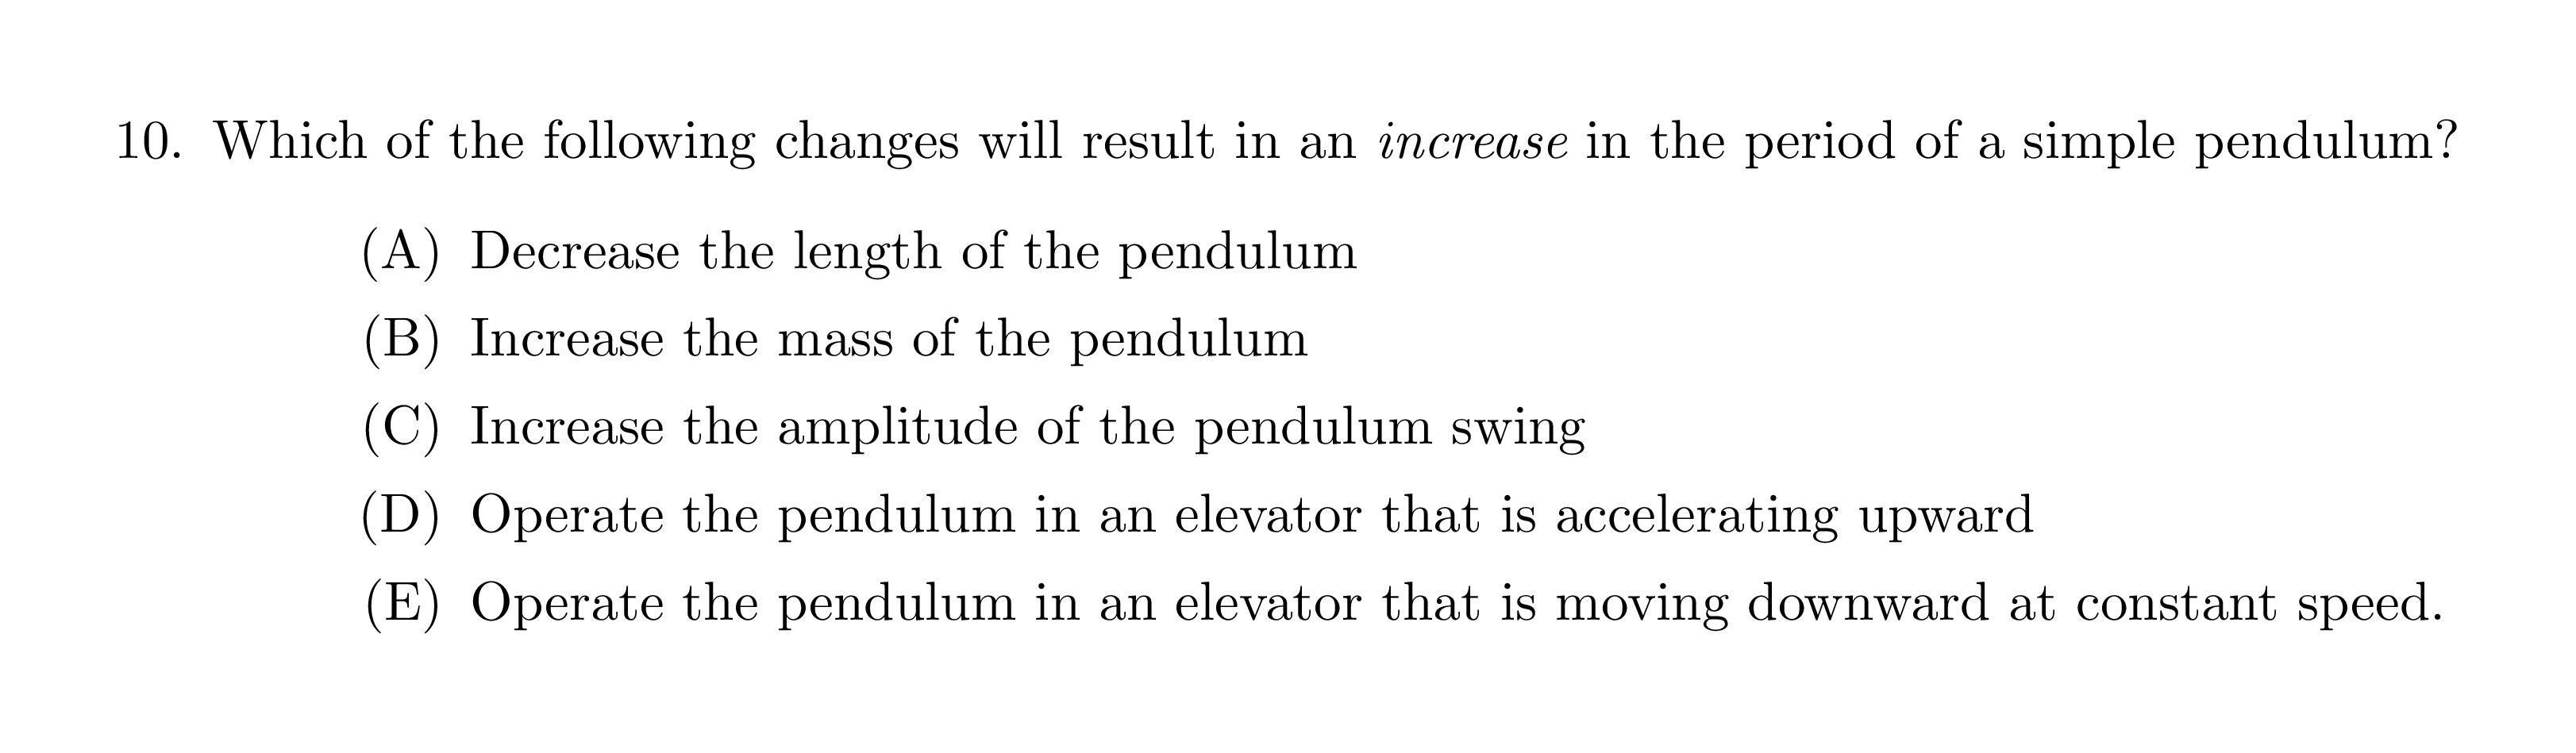 10. Which of the following changes will result in an increase in the period of a simple pendulum?
(A) Decrease the length of the pendulum
(B) Increase the mass of the pendulum
(C) Increase the amplitude of the pendulum swing
(D) Operate the pendulum in an elevator that is accelerating upward
(E) Operate the pendulum in an elevator that is moving downward at constant speed.